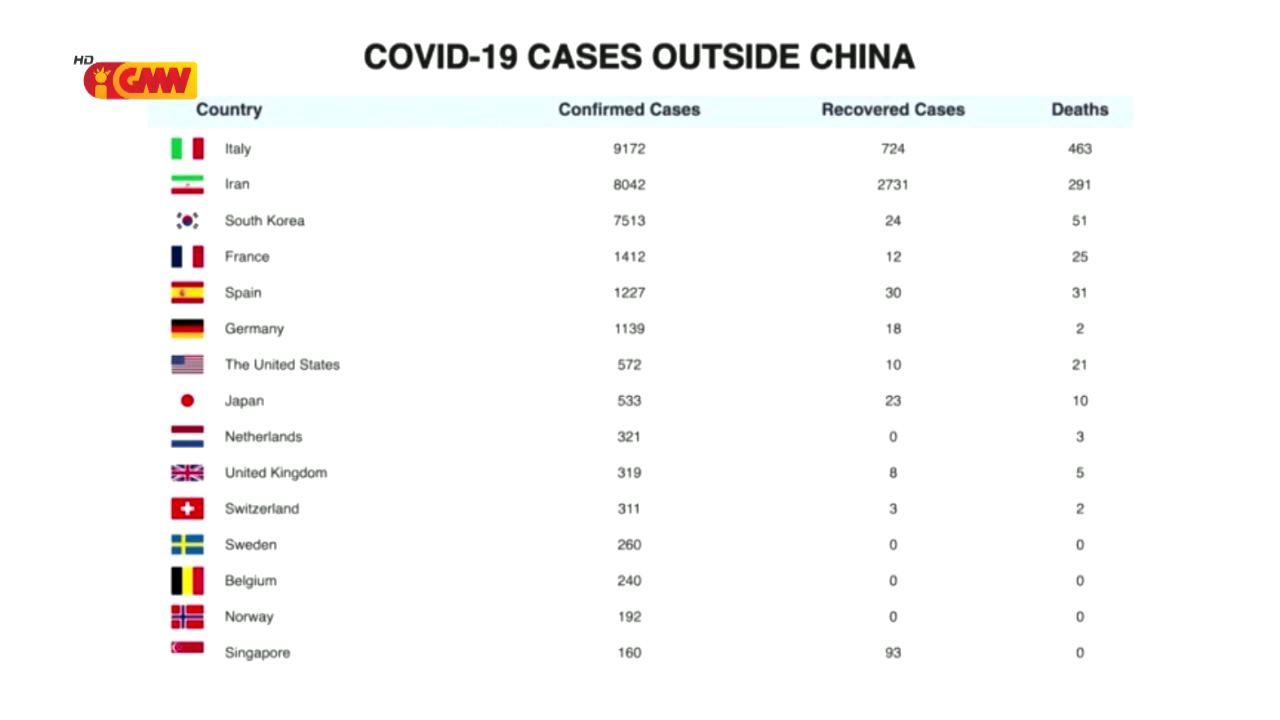 COVID-19 CASES OUTSIDE CHINA
HD
iGMW
Country Confirmed Cases Recovered Cases Deaths
Italy 9172 724 463
Iran 8042 2731 291
South Korea 7513 24 51
France 1412 12 25
Spain 1227 30 31
Germany 1139 18 2
The United States 572 10 21
Japan 533 23 10
Netherlands 321 0 3
United Kingdom 319 8 5
Switzerland 311 3 2
Sweden 260 0 0
Belgium 240 0 0
Norway 192 0 0
Singapore 160 93 0